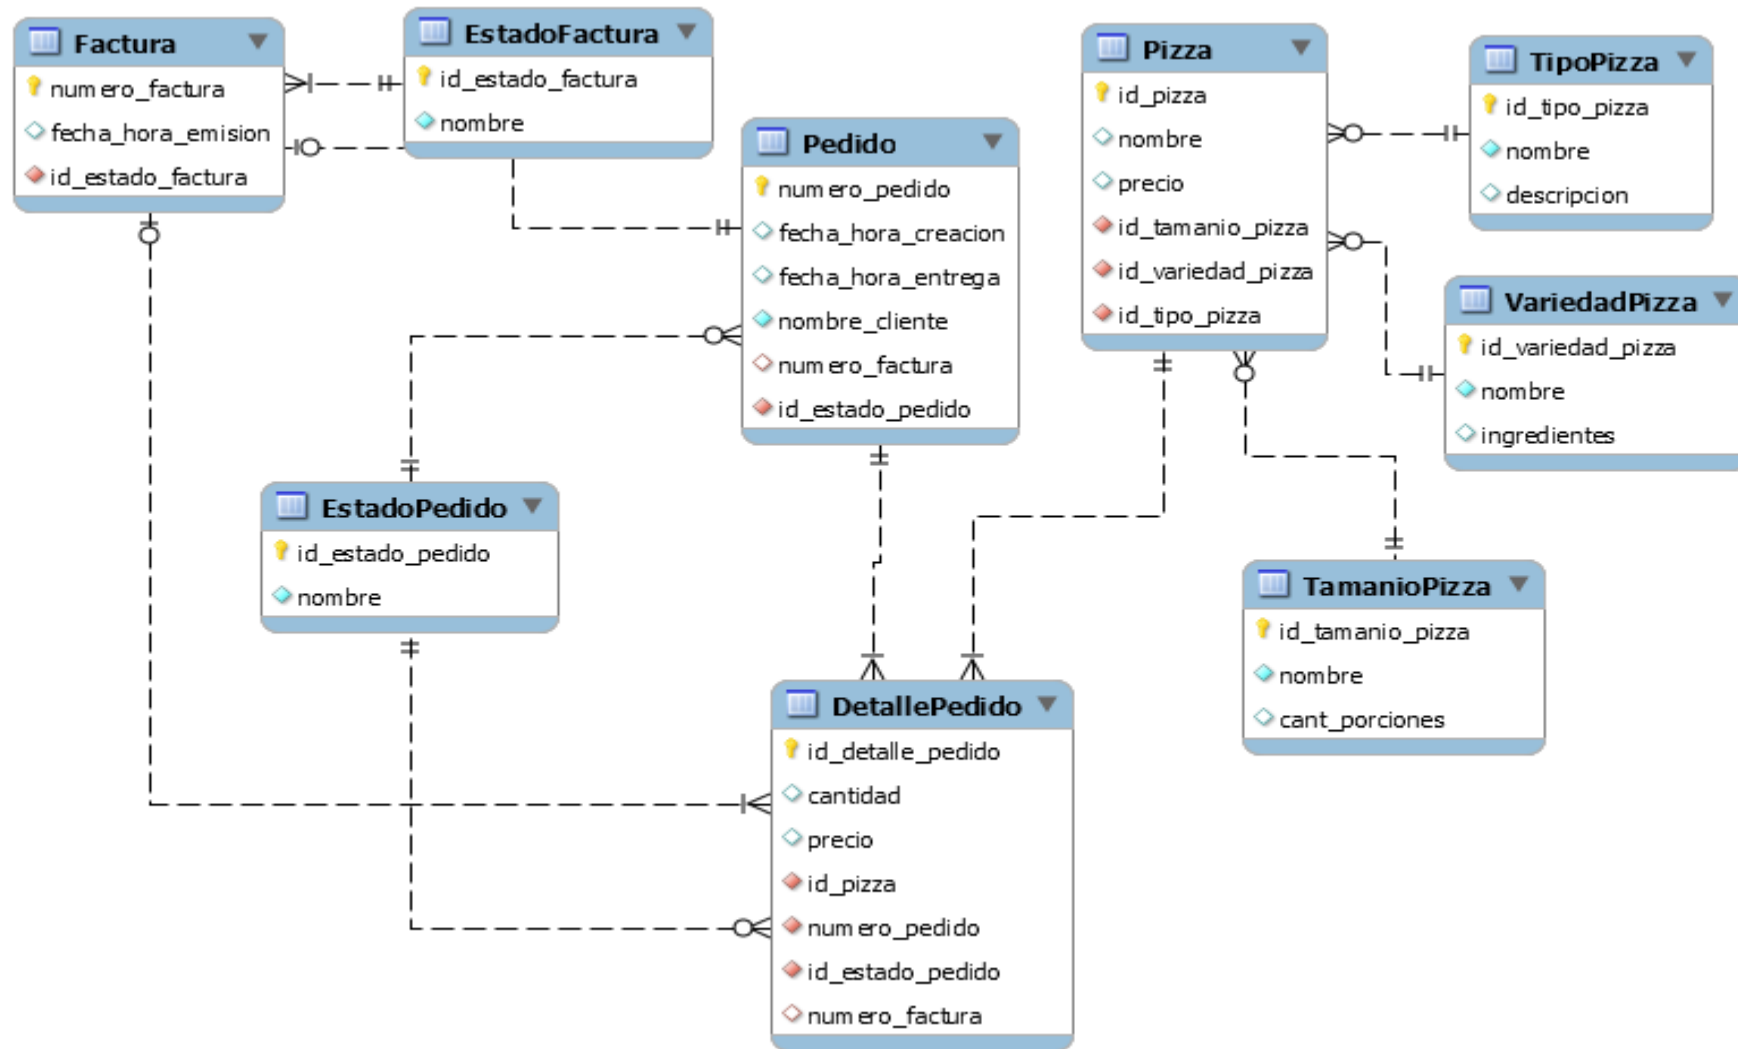 Factura
numero_factura
fecha_hora_emision
id_estado_factura
EstadoFactura
id_estado_factura
nombre
Pedido
numero_pedido
fecha_hora_creacion
fecha_hora_entrega
nombre_cliente
numero_factura
id_estado_pedido
Pizza
id_pizza
nombre
precio
id_tamanio_pizza
id_variedad_pizza
id_tipo_pizza
TipoPizza
id_tipo_pizza
nombre
descripcion
VariedadPizza
id_variedad_pizza
nombre
ingredientes
EstadoPedido
id_estado_pedido
nombre
TamanioPizza
id_tamanio_pizza
nombre
cant_porciones
DetallePedido
id_detalle_pedido
cantidad
precio
id_pizza
numero_pedido
id_estado_pedido
numero_factura